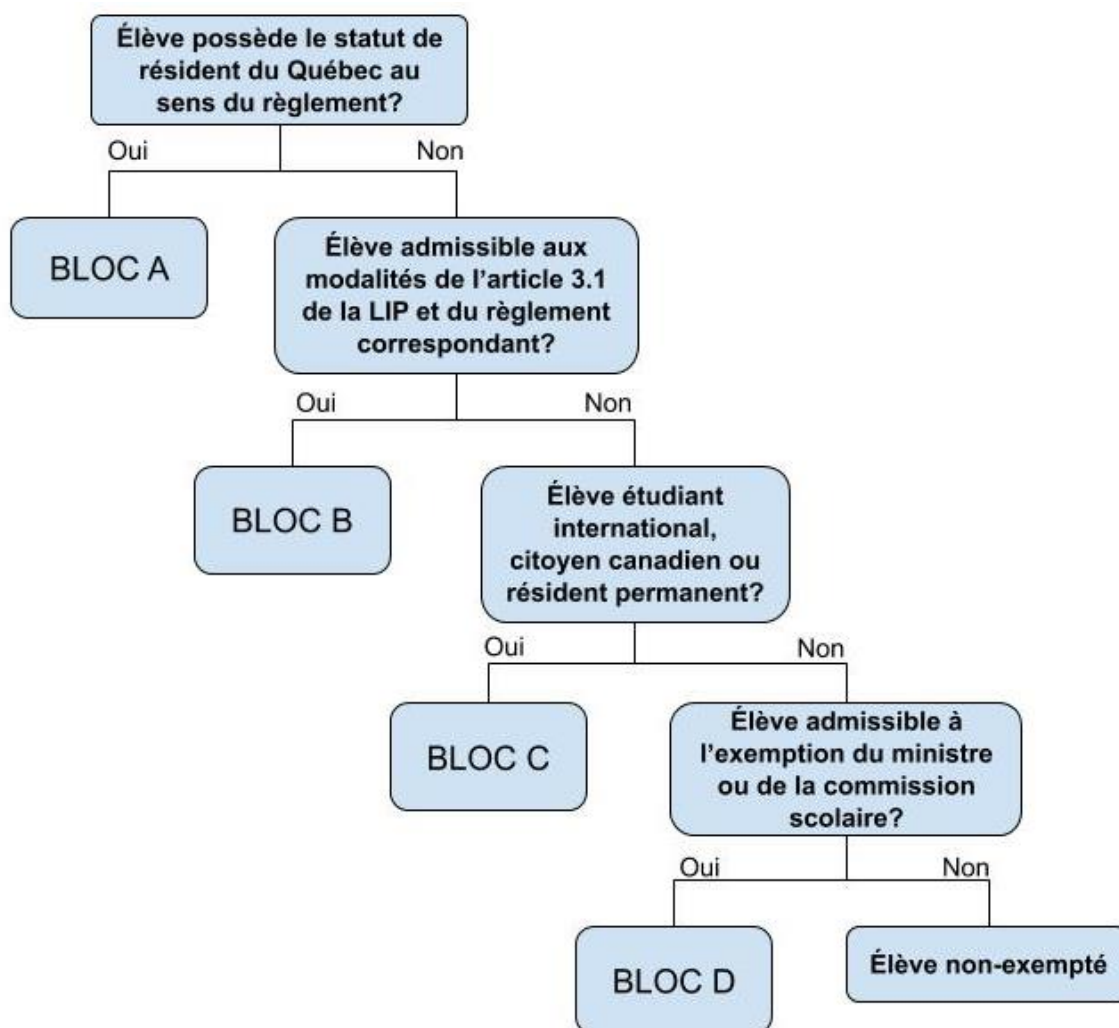 Élève possède le statut de
résident du Québec au
sens du règlement?
Oui
Non
BLOC A
Élève admissible aux
modalités de l'article 3.1
de la LIP et du règlement
correspondant?
Oui
Non
BLOC B
Élève étudiant
international,
citoyen canadien ou
résident permanent?
Oui
Non
BLOC C
Élève admissible à
l'exemption du ministre
ou de la commission
scolaire?
Oui
Non
BLOC D
Élève non-exempté